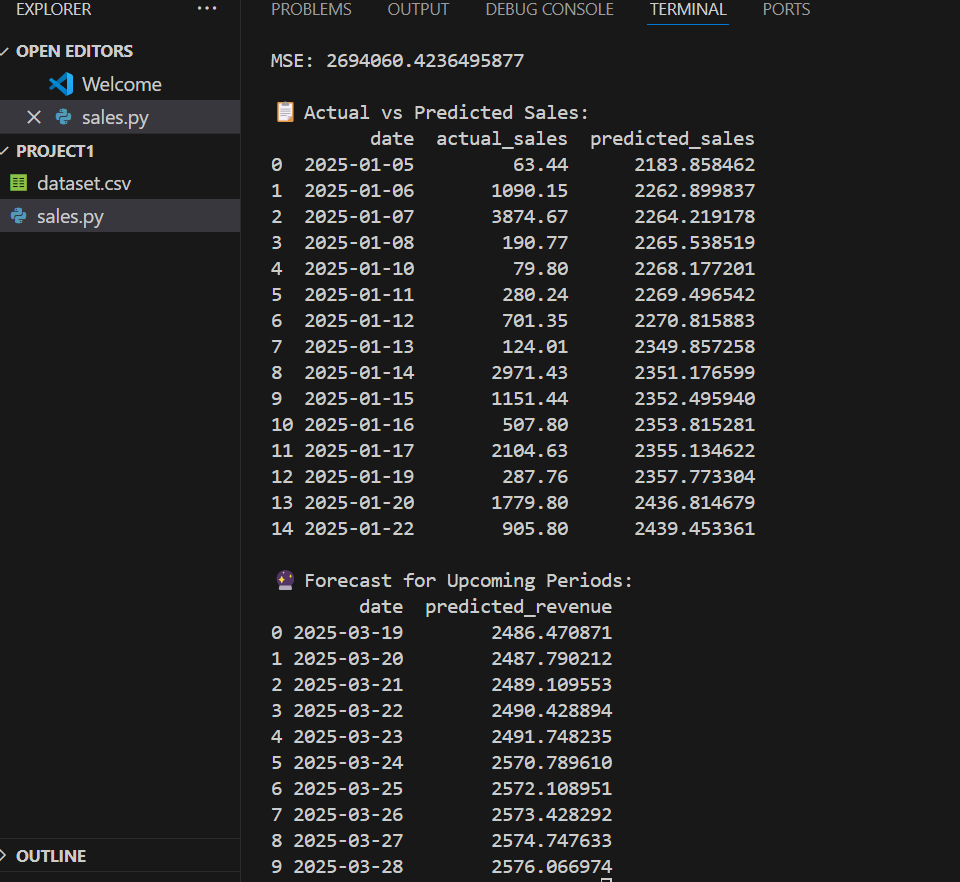 EXPLORER ...
OPEN EDITORS
Welcome
sales.py
PROJECT1
dataset.csv
sales.py
OUTLINE
PROBLEMS OUTPUT DEBUG CONSOLE TERMINAL PORTS
MSE: 2694060.4236495877
📋 Actual vs Predicted Sales:
date actual_sales predicted_sales
0 2025-01-05 63.44 2183.858462
1 2025-01-06 1090.15 2262.899837
2 2025-01-07 3874.67 2264.219178
3 2025-01-08 190.77 2265.538519
4 2025-01-10 79.80 2268.177201
5 2025-01-11 280.24 2269.496542
6 2025-01-12 701.35 2270.815883
7 2025-01-13 124.01 2349.857258
8 2025-01-14 2971.43 2351.176599
9 2025-01-15 1151.44 2352.495940
10 2025-01-16 507.80 2353.815281
11 2025-01-17 2104.63 2355.134622
12 2025-01-19 287.76 2357.773304
13 2025-01-20 1779.80 2436.814679
14 2025-01-22 905.80 2439.453361
🔮 Forecast for Upcoming Periods:
date predicted_revenue
0 2025-03-19 2486.470871
1 2025-03-20 2487.790212
2 2025-03-21 2489.109553
3 2025-03-22 2490.428894
4 2025-03-23 2491.748235
5 2025-03-24 2570.789610
6 2025-03-25 2572.108951
7 2025-03-26 2573.428292
8 2025-03-27 2574.747633
9 2025-03-28 2576.066974